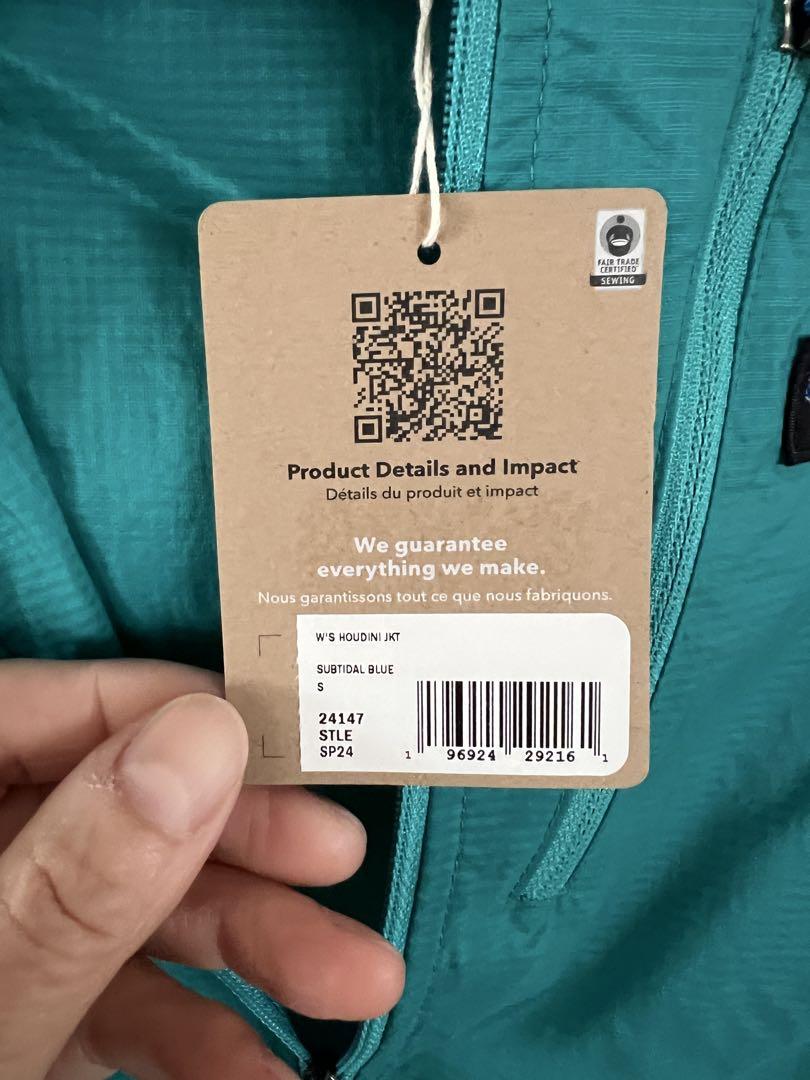 FAIR TRADE
CERTIFIED™
SEWING
Product Details and Impact
Détails du produit et impact
We guarantee
everything we make.
Nous garantissons tout ce que nous fabriquons.
W'S HOUDINI JKT
SUBTIDAL BLUE
S
24147
STLE
SP24
1 96924 29216 1